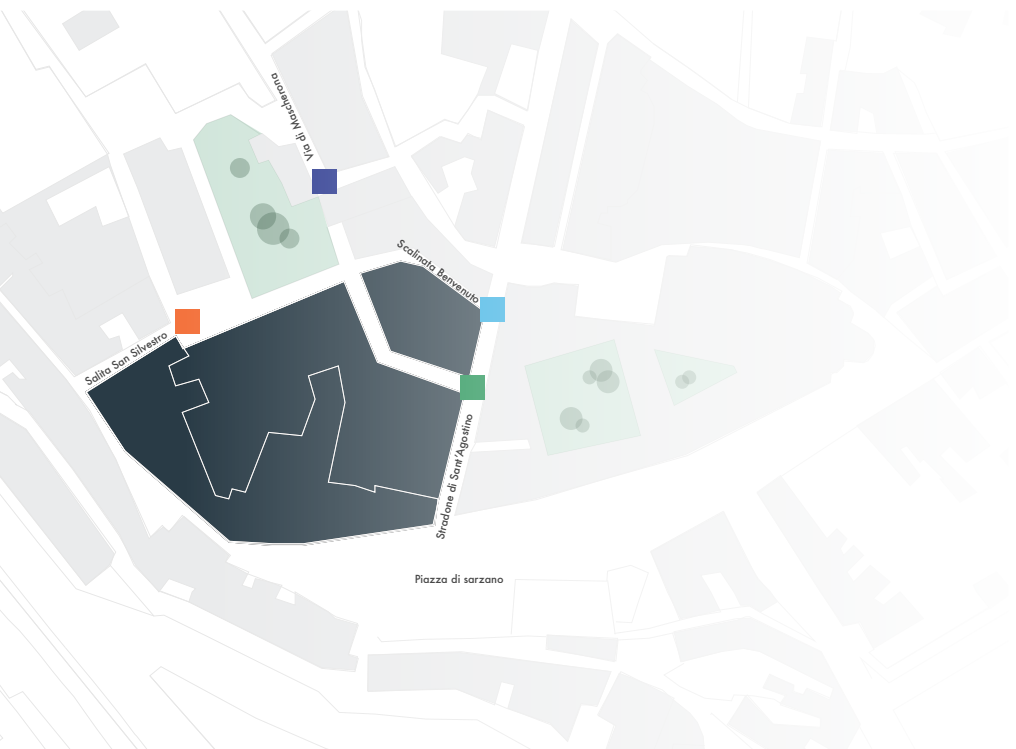 Via di Mascherona
Scalinata Benvenuto
Salita San Silvestro
Stradone di Sant'Agostino
Piazza di sarzano